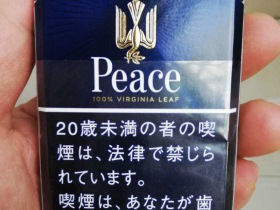 Peace
100% VIRGINIA LEAF
20歳未満の者の喫
煙は、法律で禁じら
れています。
喫煙は、あなたが歯